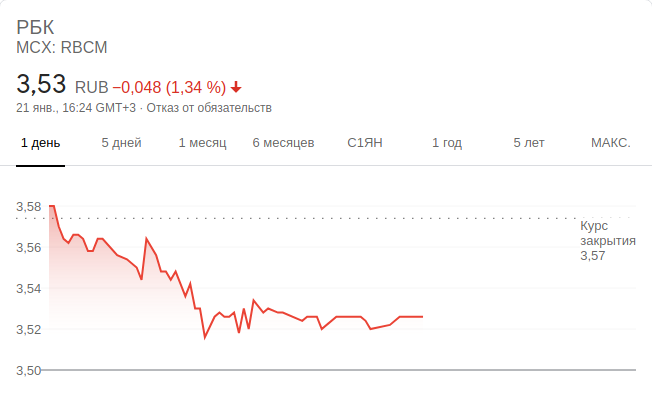 РБК
MCX: RBCM
3,53 RUB −0,048 (1,34 %)
21 янв., 16:24 GMT+3 · Отказ от обязательств
1 день 5 дней 1 месяц 6 месяцев С1ЯН 1 год 5 лет МАКС.
3,58
Курс
закрытия
3,57
3,56
3,54
3,52
3,50